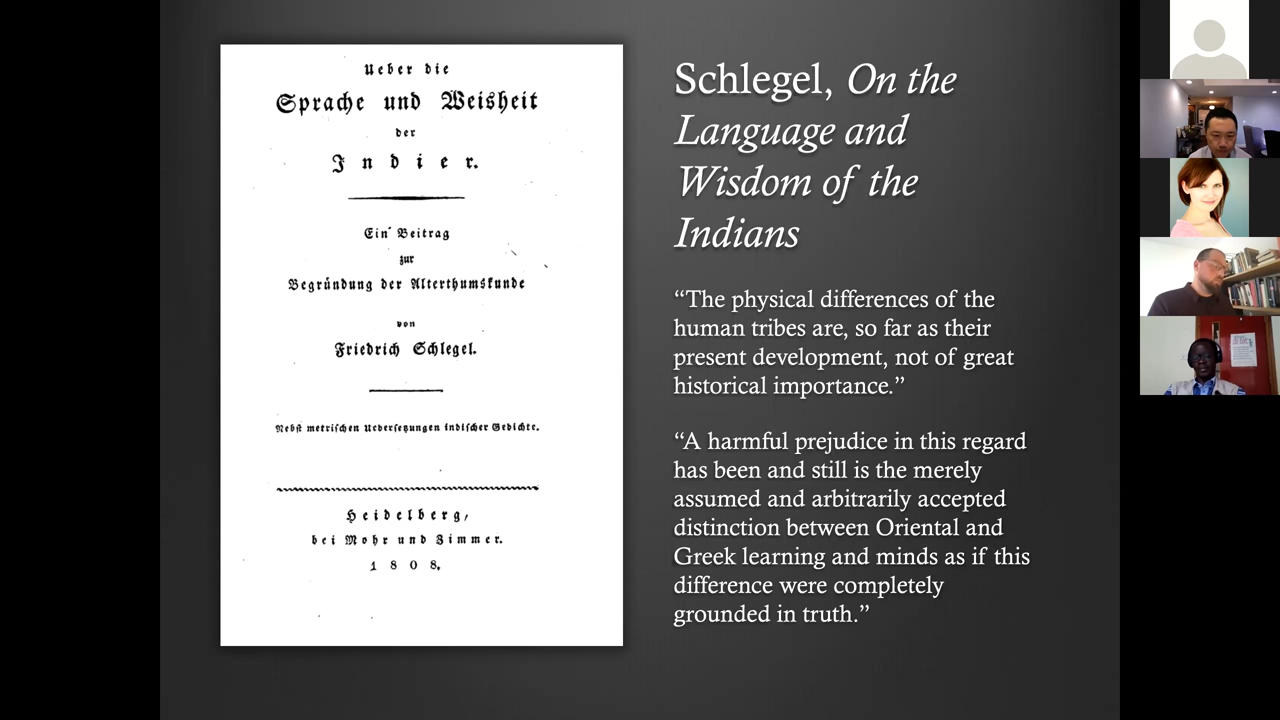 Ueber die
Sprache und Weisheit
der
Indier.
Ein Beitrag
zur
Begründung der Alterthumskunde
von
Friedrich Schlegel.
Nebst metrischen Uebersetzungen indischer Gedichte.
Heidelberg,
bei Mohr und Zimmer.
1808.
Schlegel, On the
Language and
Wisdom of the
Indians
“The physical differences of the
human tribes are, so far as their
present development, not of great
historical importance.”
“A harmful prejudice in this regard
has been and still is the merely
assumed and arbitrarily accepted
distinction between Oriental and
Greek learning and minds as if this
difference were completely
grounded in truth.”